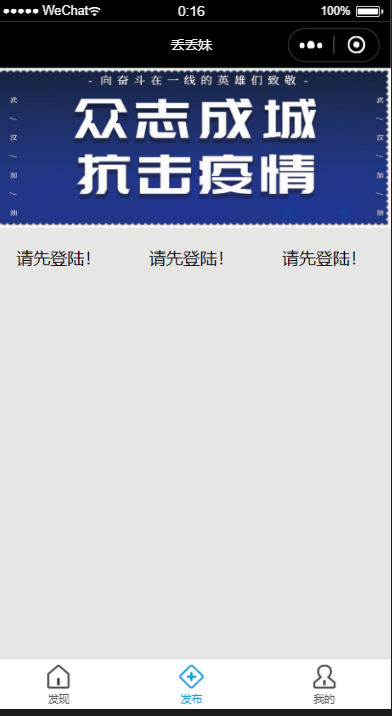 ●●●●● WeChat 0:16 100%
丢丢妹
- 向奋斗在一线的英雄们致敬 -
众志成城
抗击疫情
武汉/加油
武汉/加油
请先登陆! 请先登陆! 请先登陆!
发现 发布 我的